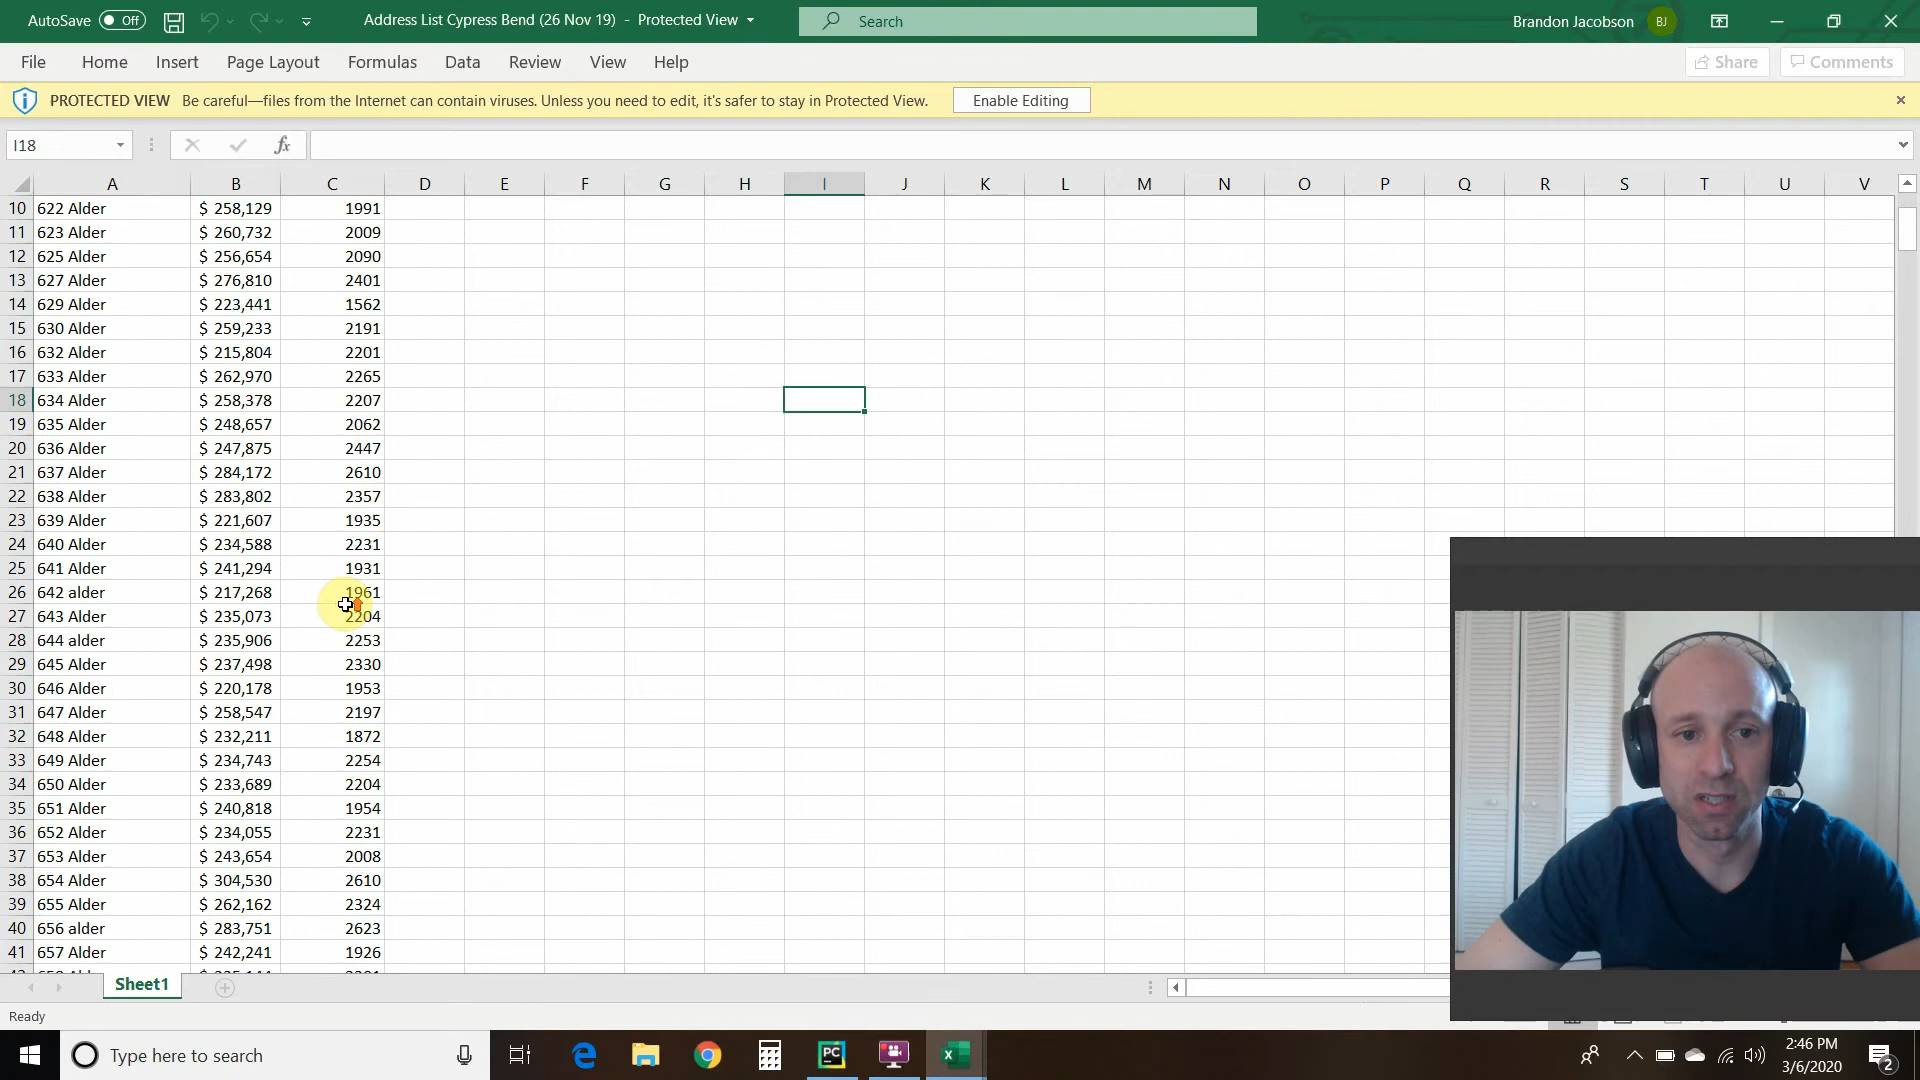 AutoSave Off Address List Cypress Bend (26 Nov 19) - Protected View Search Brandon Jacobson BJ
File Home Insert Page Layout Formulas Data Review View Help Share Comments
PROTECTED VIEW Be careful—files from the Internet can contain viruses. Unless you need to edit, it's safer to stay in Protected View. Enable Editing
I18 fx
A B C D E F G H I J K L M N O P Q R S T U V
10 622 Alder $ 258,129 1991
11 623 Alder $ 260,732 2009
12 625 Alder $ 256,654 2090
13 627 Alder $ 276,810 2401
14 629 Alder $ 223,441 1562
15 630 Alder $ 259,233 2191
16 632 Alder $ 215,804 2201
17 633 Alder $ 262,970 2265
18 634 Alder $ 258,378 2207
19 635 Alder $ 248,657 2062
20 636 Alder $ 247,875 2447
21 637 Alder $ 284,172 2610
22 638 Alder $ 283,802 2357
23 639 Alder $ 221,607 1935
24 640 Alder $ 234,588 2231
25 641 Alder $ 241,294 1931
26 642 alder $ 217,268 1961
27 643 Alder $ 235,073 2204
28 644 alder $ 235,906 2253
29 645 Alder $ 237,498 2330
30 646 Alder $ 220,178 1953
31 647 Alder $ 258,547 2197
32 648 Alder $ 232,211 1872
33 649 Alder $ 234,743 2254
34 650 Alder $ 233,689 2204
35 651 Alder $ 240,818 1954
36 652 Alder $ 234,055 2231
37 653 Alder $ 243,654 2008
38 654 Alder $ 304,530 2610
39 655 Alder $ 262,162 2324
40 656 alder $ 283,751 2623
41 657 Alder $ 242,241 1926
Sheet1
Ready
Type here to search PC 2:46 PM
3/6/2020 2